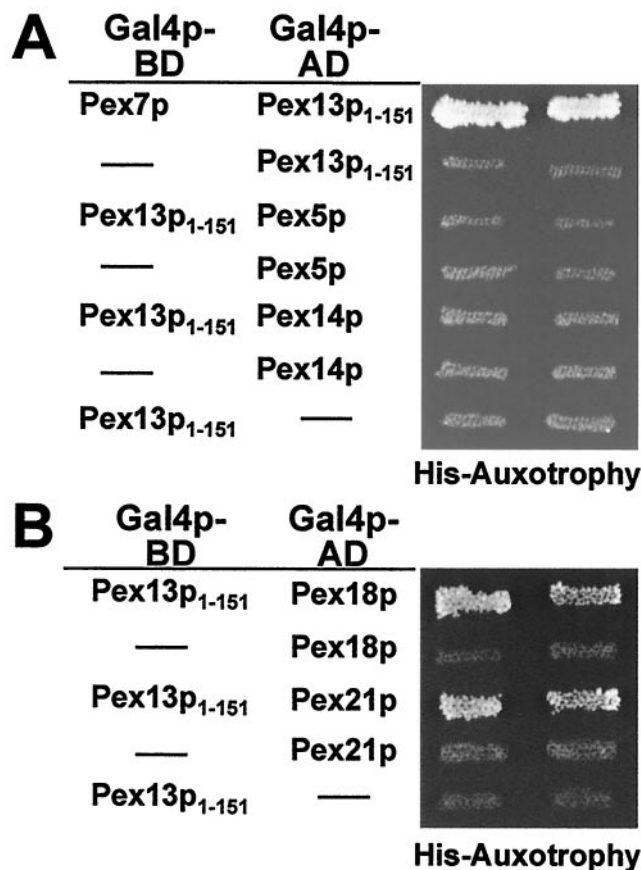 A
Gal4p- Gal4p-
BD AD
Pex7p Pex13p₁₋₁₅₁
— Pex13p₁₋₁₅₁
Pex13p₁₋₁₅₁ Pex5p
— Pex5p
Pex13p₁₋₁₅₁ Pex14p
— Pex14p
Pex13p₁₋₁₅₁ —
His-Auxotrophy
B
Gal4p- Gal4p-
BD AD
Pex13p₁₋₁₅₁ Pex18p
— Pex18p
Pex13p₁₋₁₅₁ Pex21p
— Pex21p
Pex13p₁₋₁₅₁ —
His-Auxotrophy